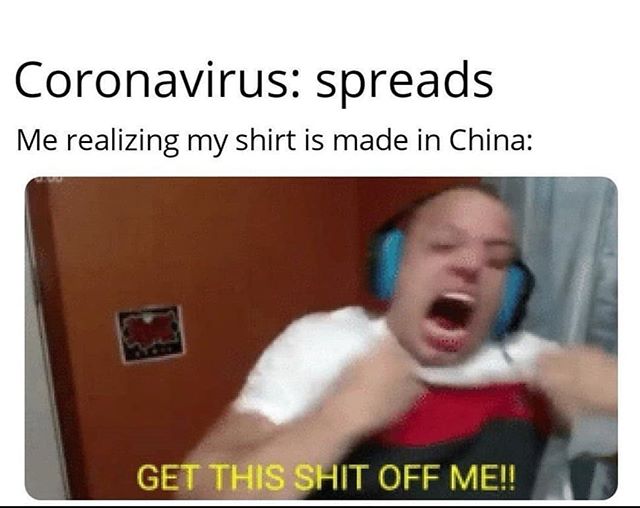 Coronavirus: spreads
Me realizing my shirt is made in China:
GET THIS SHIT OFF ME!!